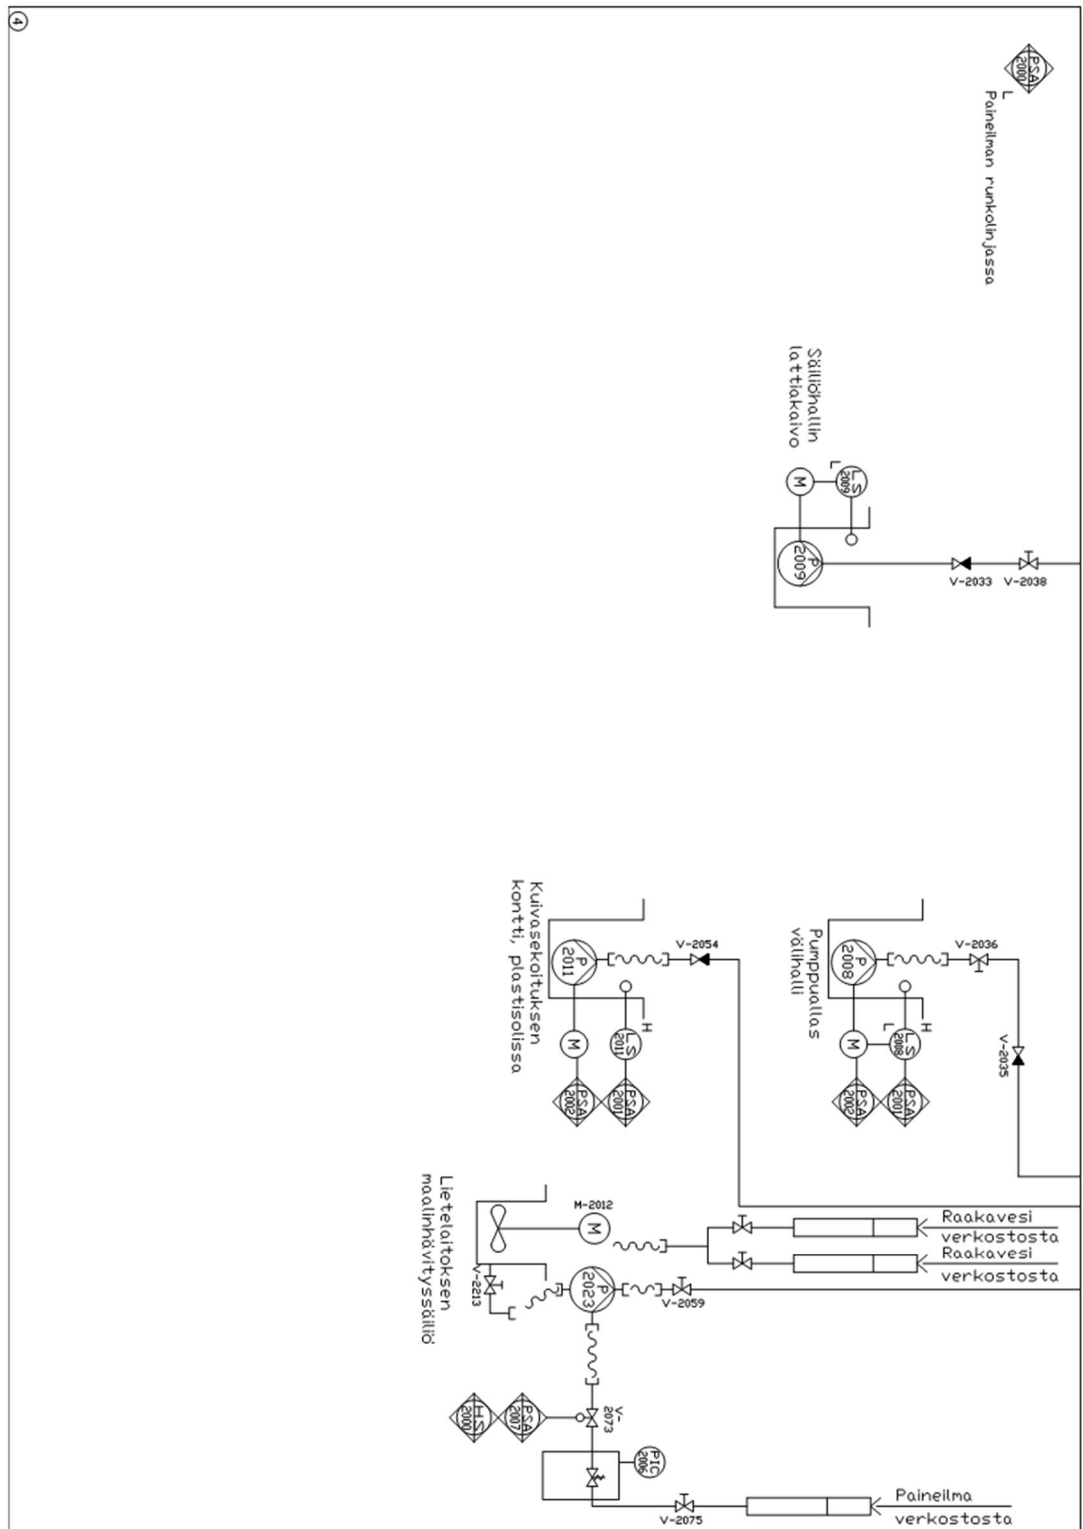 4
PSA
2000
L
Paineilman runkolinjassa
Säiliöhallin
lattiakaivo
M
L
LS
2009
P
2009
V-2033
V-2038
Kuivasekoituksen
kontti, plastisolissa
P
2011
V-2054
H
LS
2011
M
PSA
2001
PSA
2002
Pumppuallas
välihalli
P
2008
V-2036
V-2035
H
L
LS
2008
M
PSA
2001
PSA
2002
Lietelaitoksen
maalinhävityssäiliö
M-2012
M
V-2213
P
2023
V-2059
Raakavesi
verkostosta
Raakavesi
verkostosta
HS
2000
PSA
2007
V-
2073
PIC
2006
V-2075
Paineilma
verkostosta